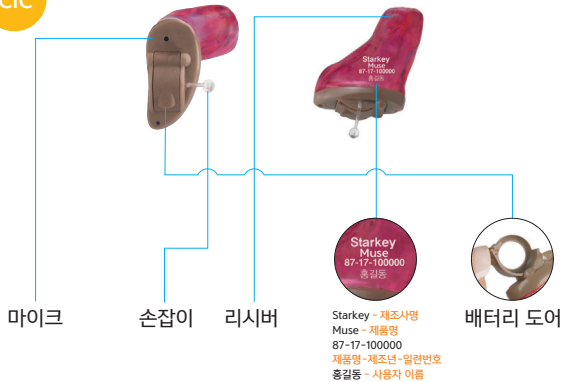 CIC
Starkey
Muse
87-17-100000
홍길동
Starkey
Muse
87-17-100000
홍길동
마이크
손잡이
리시버
Starkey - 제조사명
Muse - 제품명
87-17-100000
제품명-제조년-일련번호
홍길동 - 사용자 이름
배터리 도어